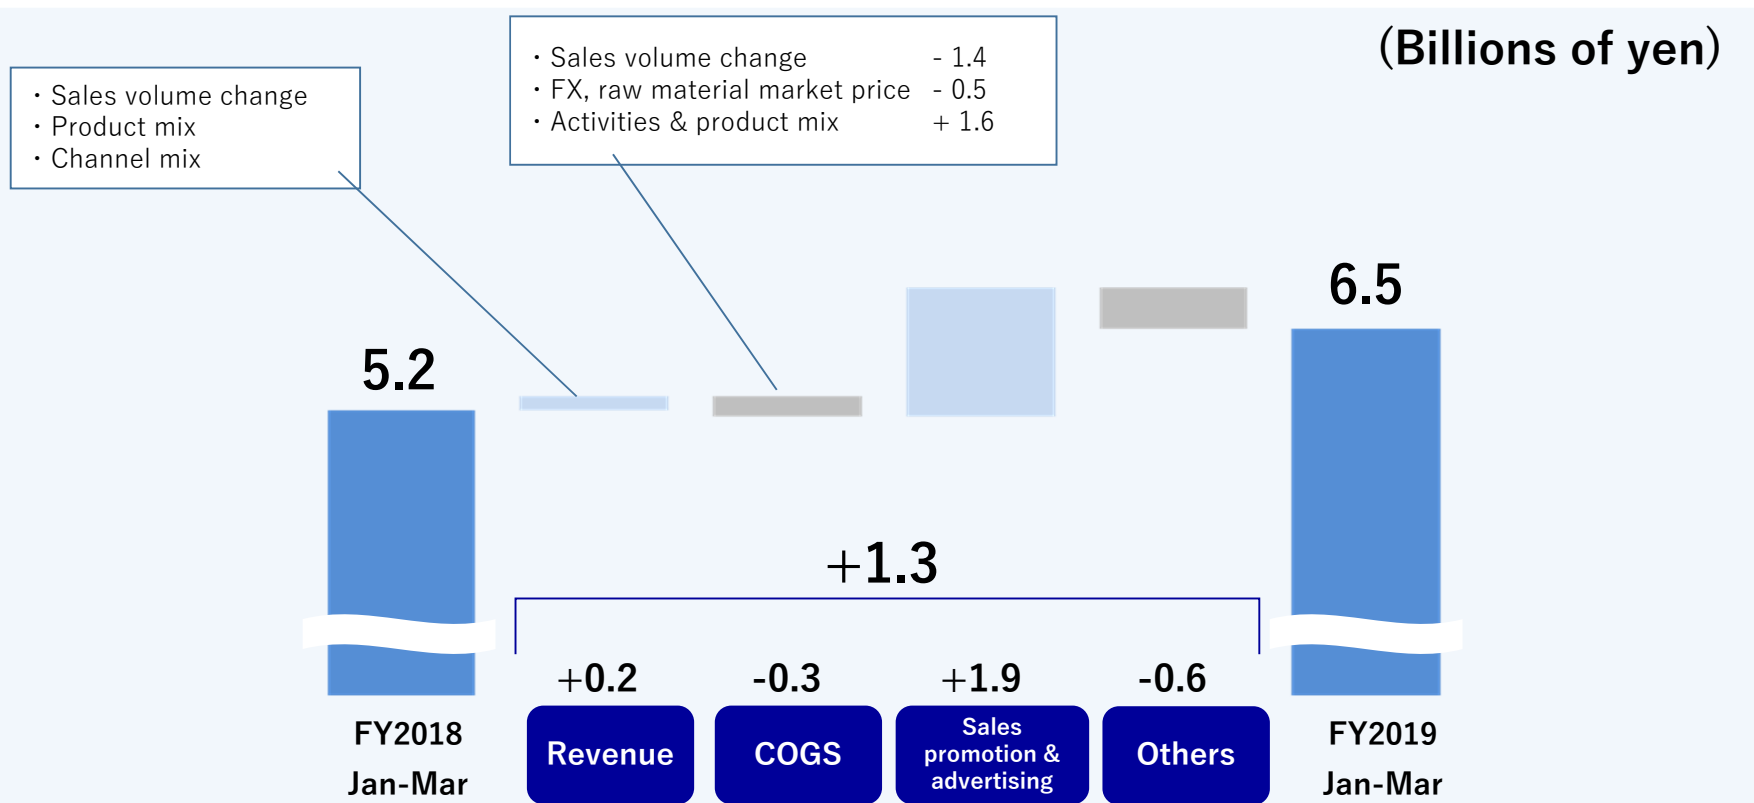 (Billions of yen)
・Sales volume change
・Product mix
・Channel mix
・Sales volume change - 1.4
・FX, raw material market price - 0.5
・Activities & product mix + 1.6
5.2
6.5
+1.3
+0.2
-0.3
+1.9
-0.6
FY2018
Jan-Mar
Revenue
COGS
Sales
promotion &
advertising
Others
FY2019
Jan-Mar